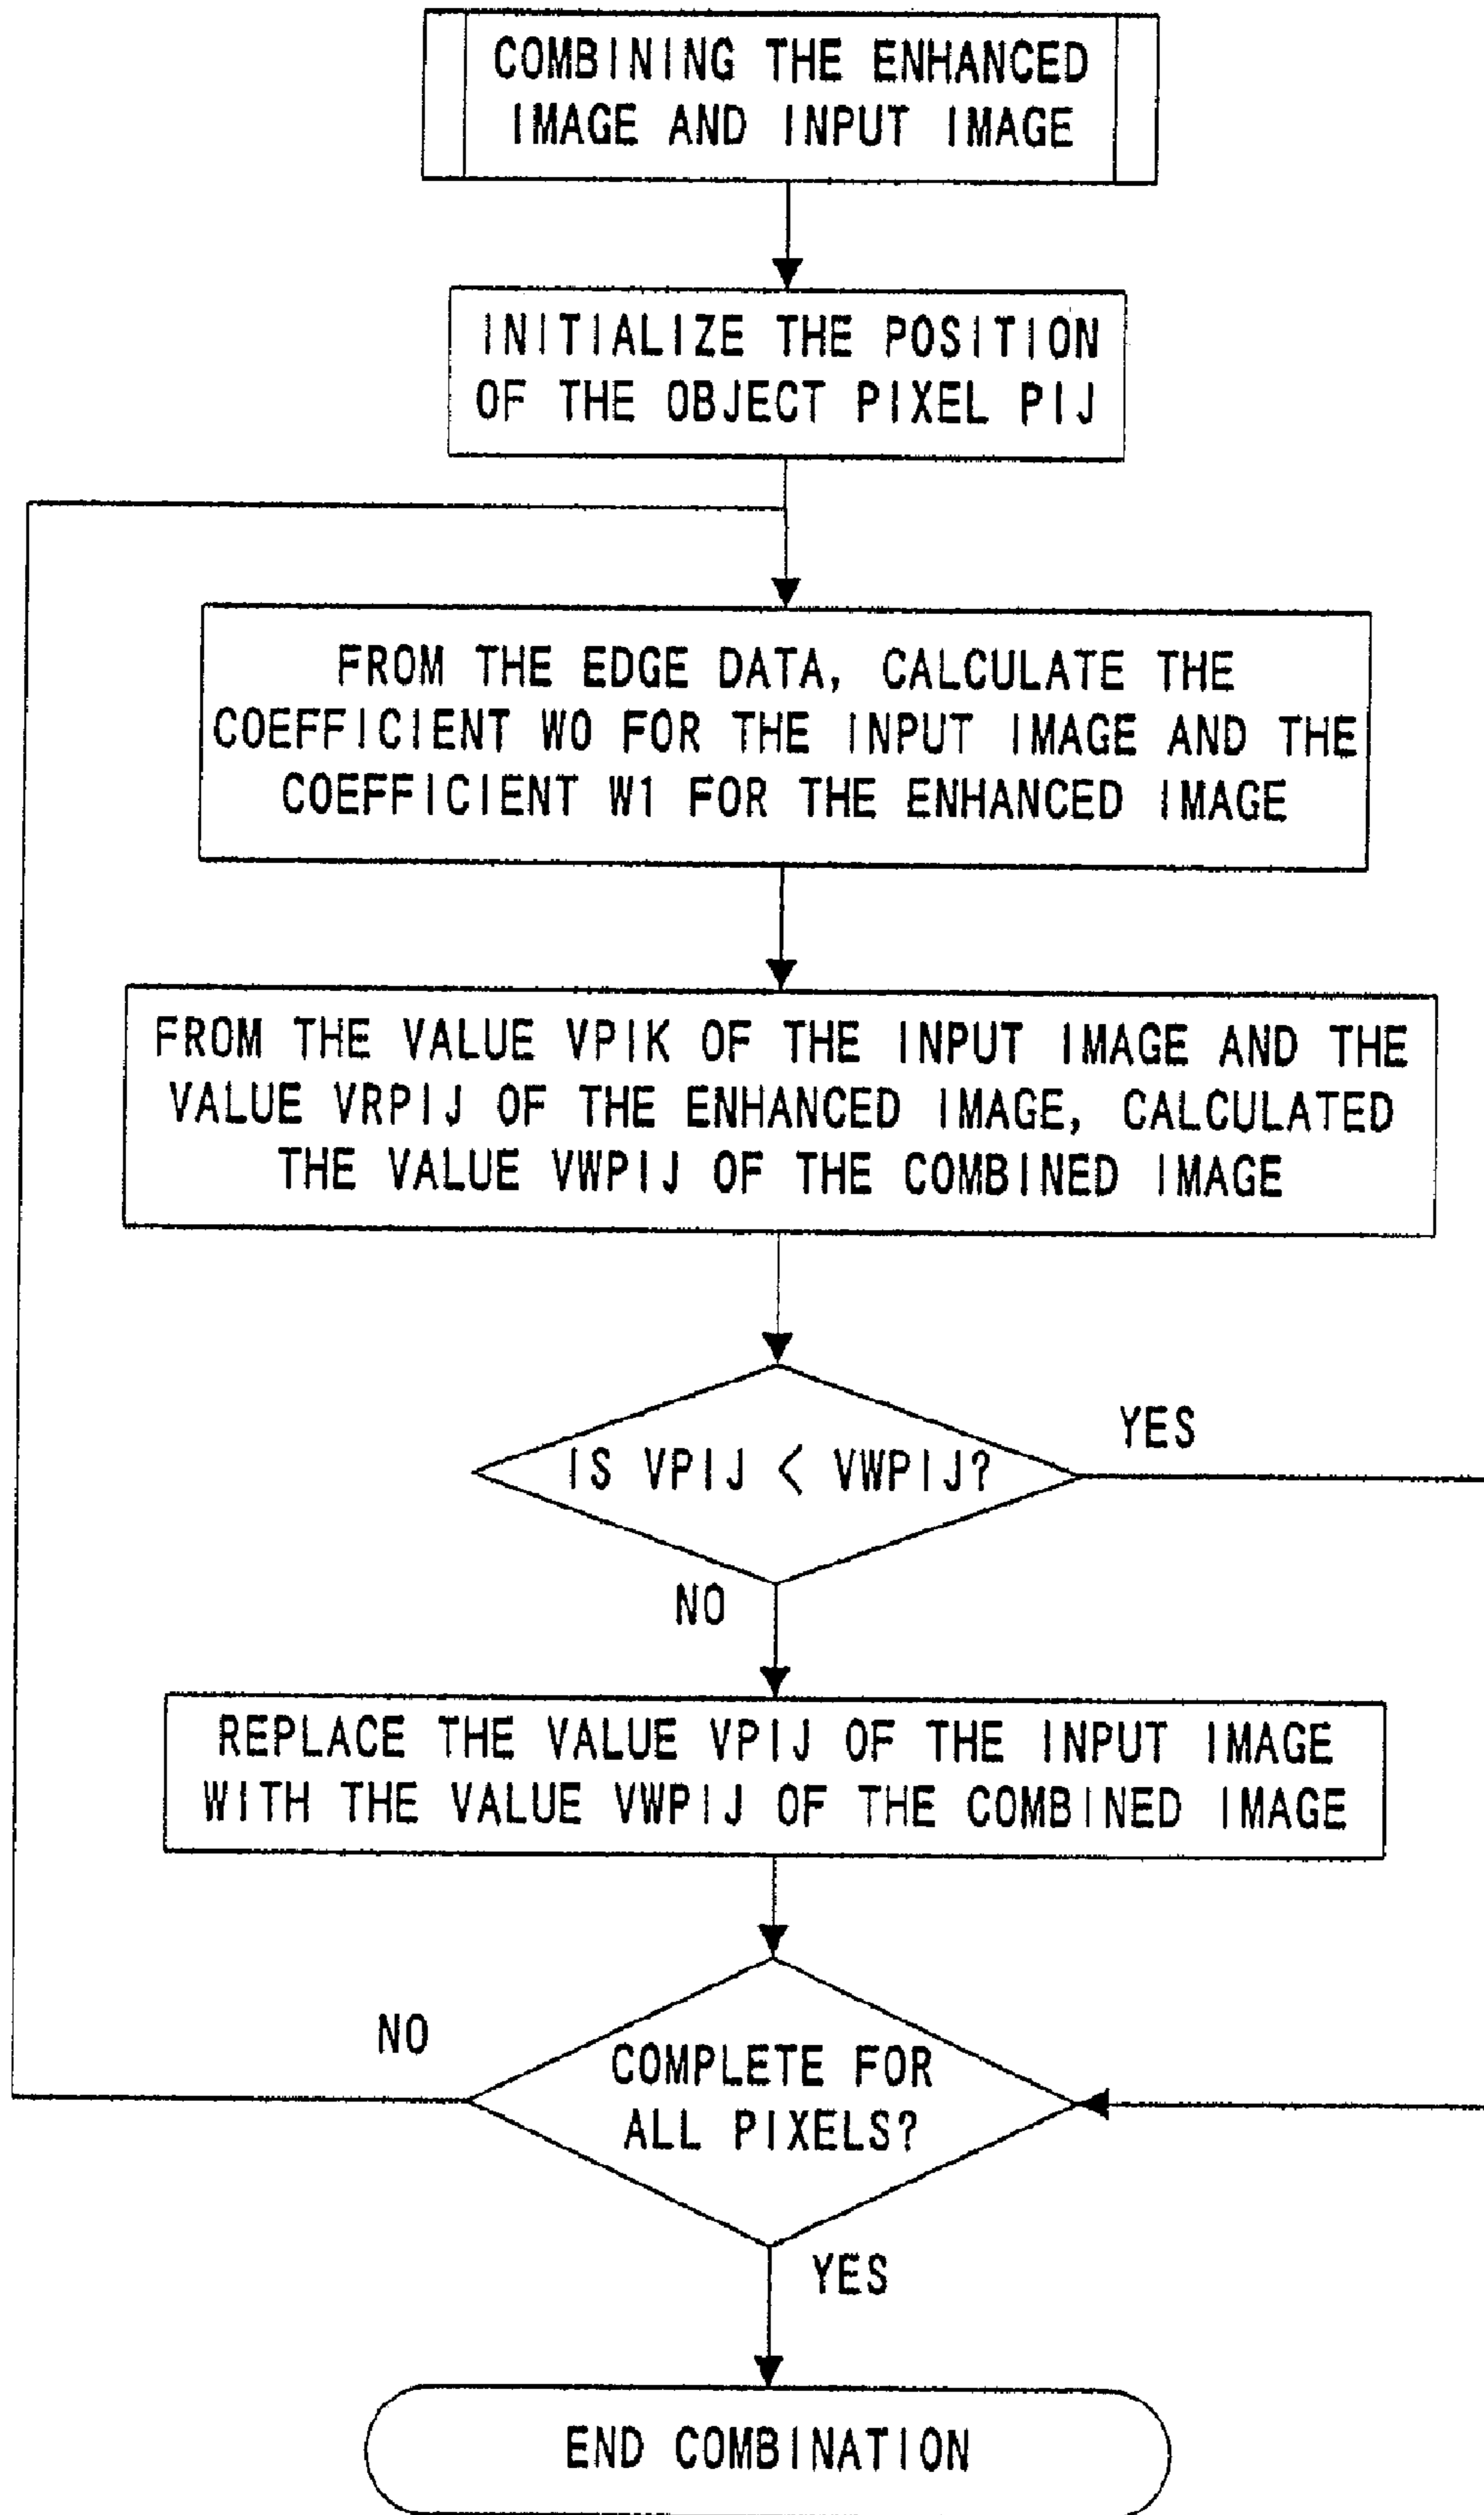 COMBINING THE ENHANCED
IMAGE AND INPUT IMAGE
INITIALIZE THE POSITION
OF THE OBJECT PIXEL PIJ
FROM THE EDGE DATA, CALCULATE THE
COEFFICIENT W0 FOR THE INPUT IMAGE AND THE
COEFFICIENT W1 FOR THE ENHANCED IMAGE
FROM THE VALUE VPIK OF THE INPUT IMAGE AND THE
VALUE VRPIJ OF THE ENHANCED IMAGE, CALCULATED
THE VALUE VWPIJ OF THE COMBINED IMAGE
YES
IS VPIJ < VWPIJ?
NO
REPLACE THE VALUE VPIJ OF THE INPUT IMAGE
WITH THE VALUE VWPIJ OF THE COMBINED IMAGE
NO
COMPLETE FOR
ALL PIXELS?
YES
END COMBINATION